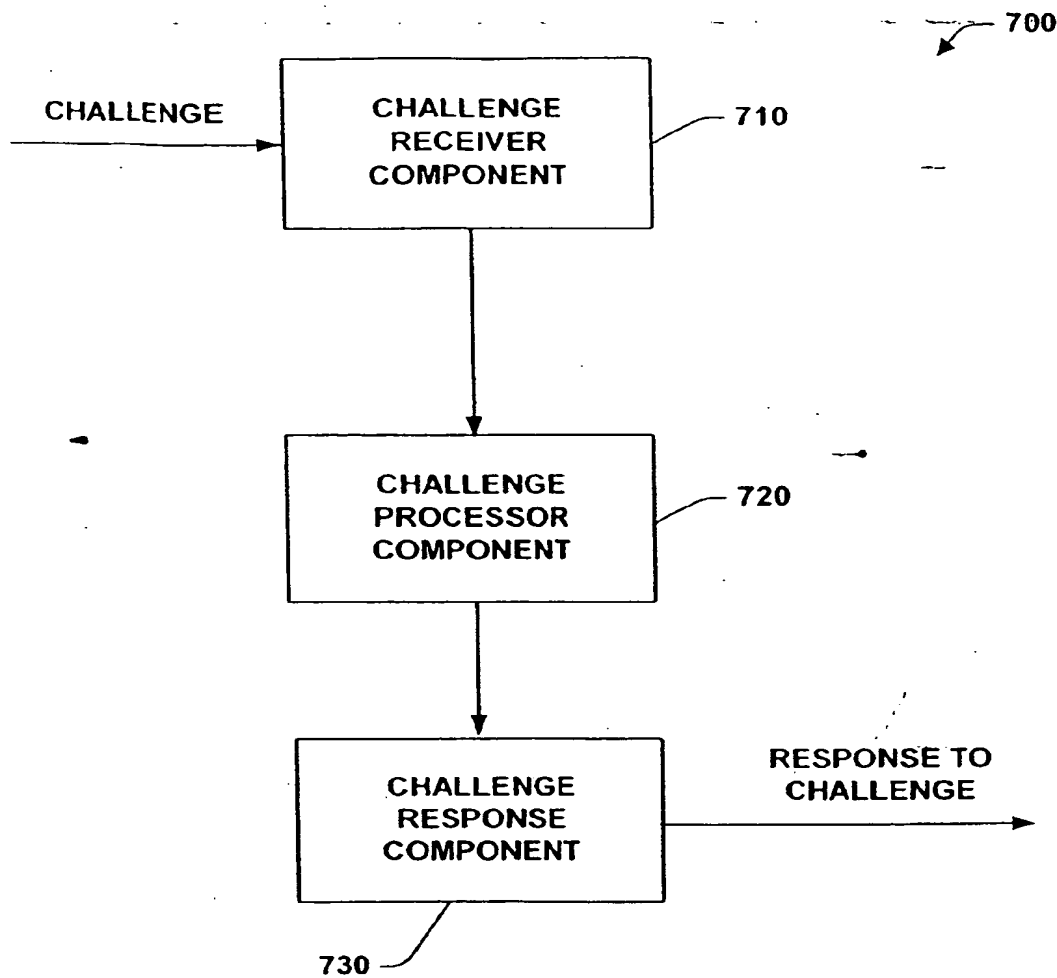 700
CHALLENGE
CHALLENGE
RECEIVER
COMPONENT
710
CHALLENGE
PROCESSOR
COMPONENT
720
CHALLENGE
RESPONSE
COMPONENT
RESPONSE TO
CHALLENGE
730